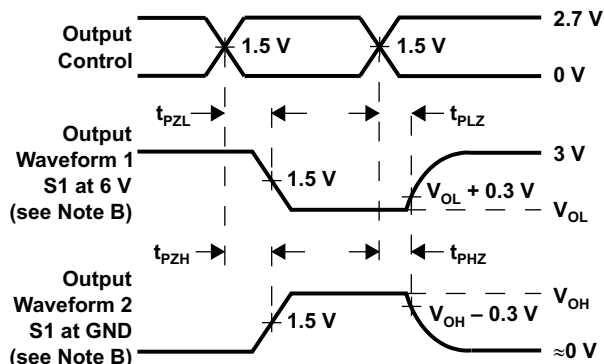 2.7 V
Output
Control
1.5 V
1.5 V
0 V
tPZL
tPLZ
Output
Waveform 1
S1 at 6 V
(see Note B)
3 V
1.5 V
VOL + 0.3 V
VOL
tPZH
tPHZ
Output
Waveform 2
S1 at GND
(see Note B)
VOH
1.5 V
VOH – 0.3 V
≈0 V